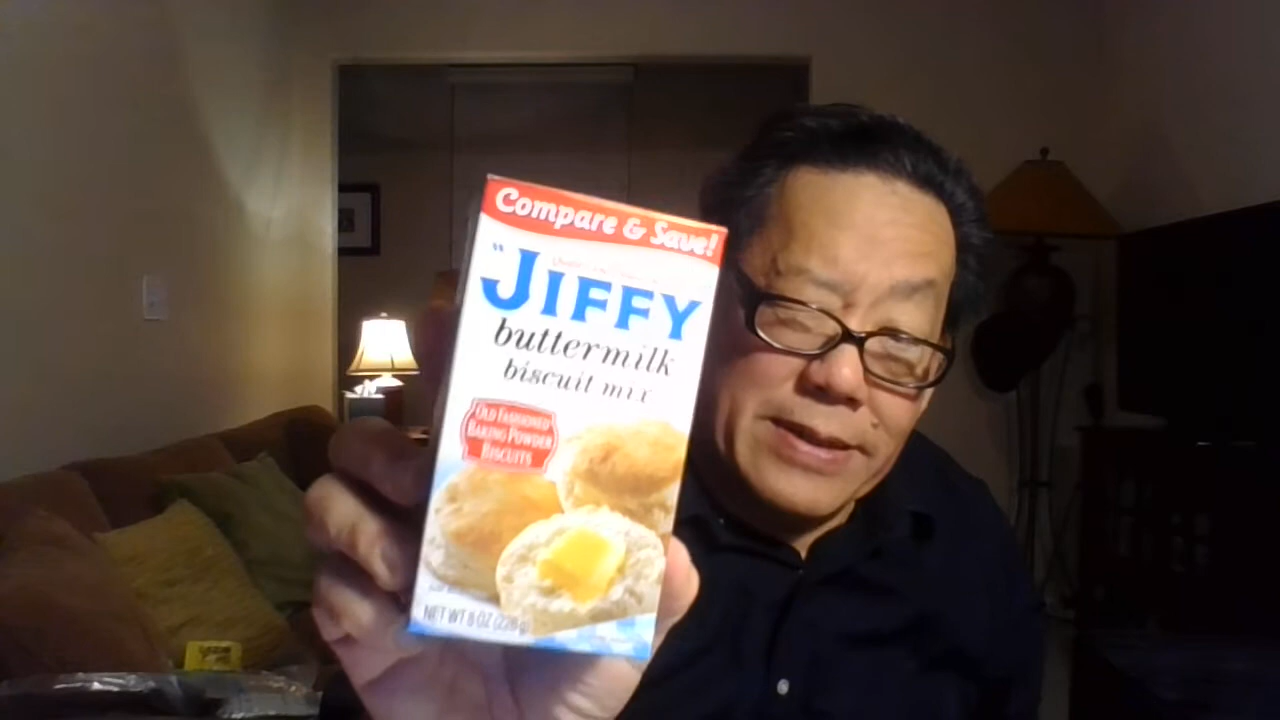 Compare & Save!
"JIFFY
buttermilk
biscuit mix
OLD FASHIONED
BAKING POWDER
BISCUITS
NET WT 8 OZ (226g)